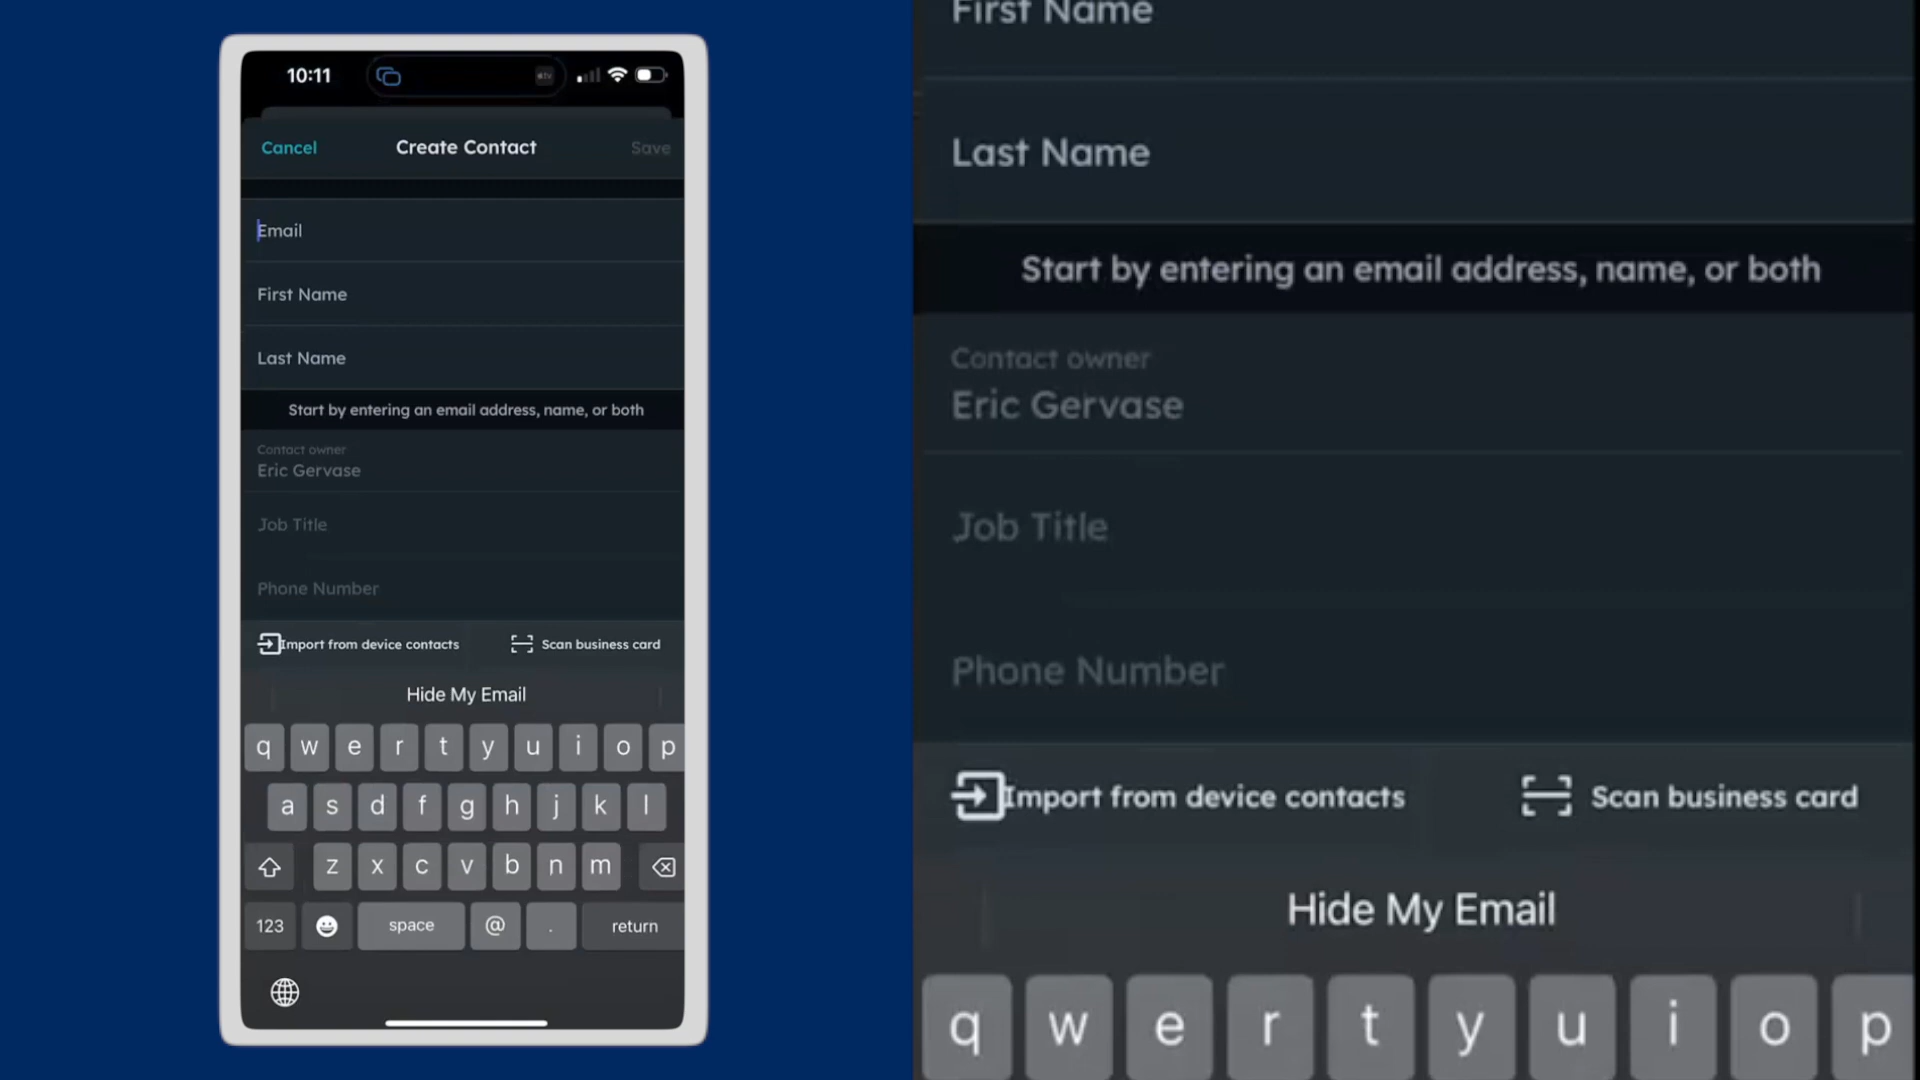 10:11
tv
Cancel
Create Contact
Save
Email
First Name
Last Name
Start by entering an email address, name, or both
Contact owner
Eric Gervase
Job Title
Phone Number
Import from device contacts
Scan business card
Hide My Email
q w e r t y u i o p
a s d f g h j k l
z x c v b n m
123 space @ . return
First Name
Last Name
Start by entering an email address, name, or both
Contact owner
Eric Gervase
Job Title
Phone Number
Import from device contacts
Scan business card
Hide My Email
q w e r t y u i o p